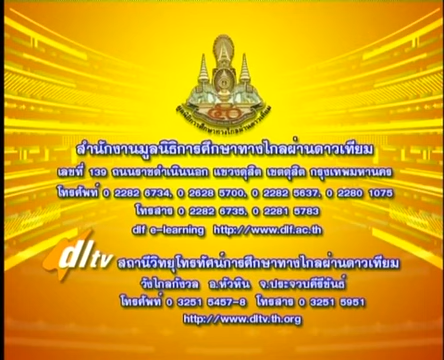 สำนักงานมูลนิธิการศึกษาทางไกลผ่านดาวเทียม
เลขที่ 139 ถนนราชดำเนินนอก แขวงดุสิต เขตดุสิต กรุงเทพมหานคร
โทรศัพท์ 0 2282 6734, 0 2628 5700, 0 2282 5637, 0 2280 1075
โทรสาร 0 2282 6735, 0 2281 5783
dlf e-learning http://www.dlf.ac.th
dltv สถานีวิทยุโทรทัศน์การศึกษาทางไกลผ่านดาวเทียม
วังไกลกังวล อ.หัวหิน จ.ประจวบคีรีขันธ์
โทรศัพท์ 0 3251 5457-8 โทรสาร 0 3251 5951
http://www.dltv.th.org